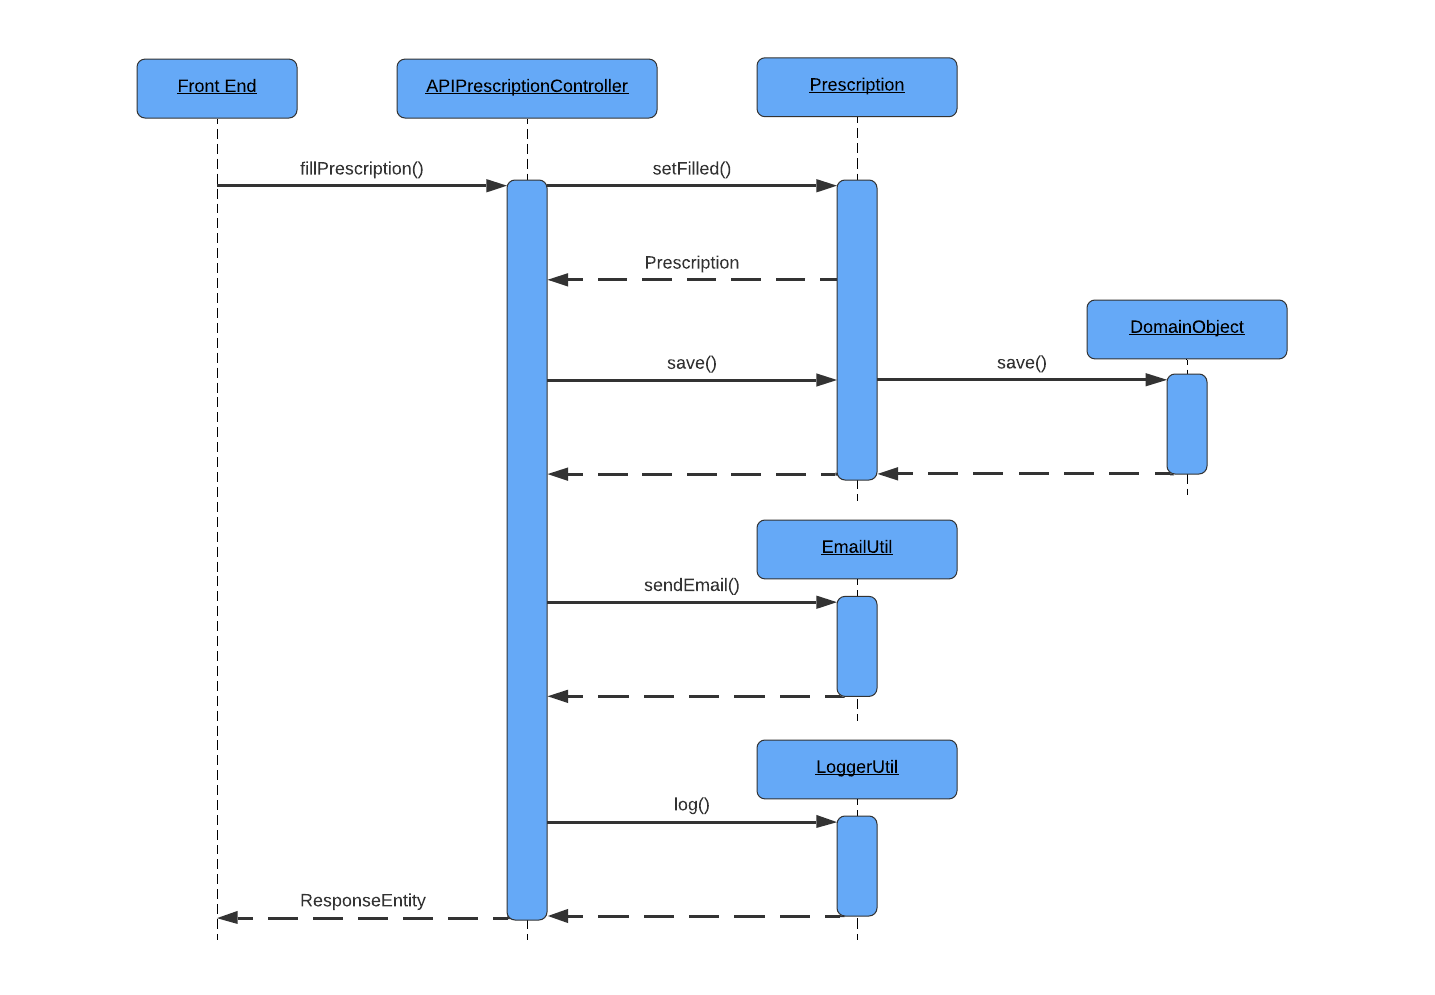 Front End
APIPrescriptionController
Prescription
fillPrescription()
setFilled()
Prescription
DomainObject
save()
save()
EmailUtil
sendEmail()
LoggerUtil
log()
ResponseEntity